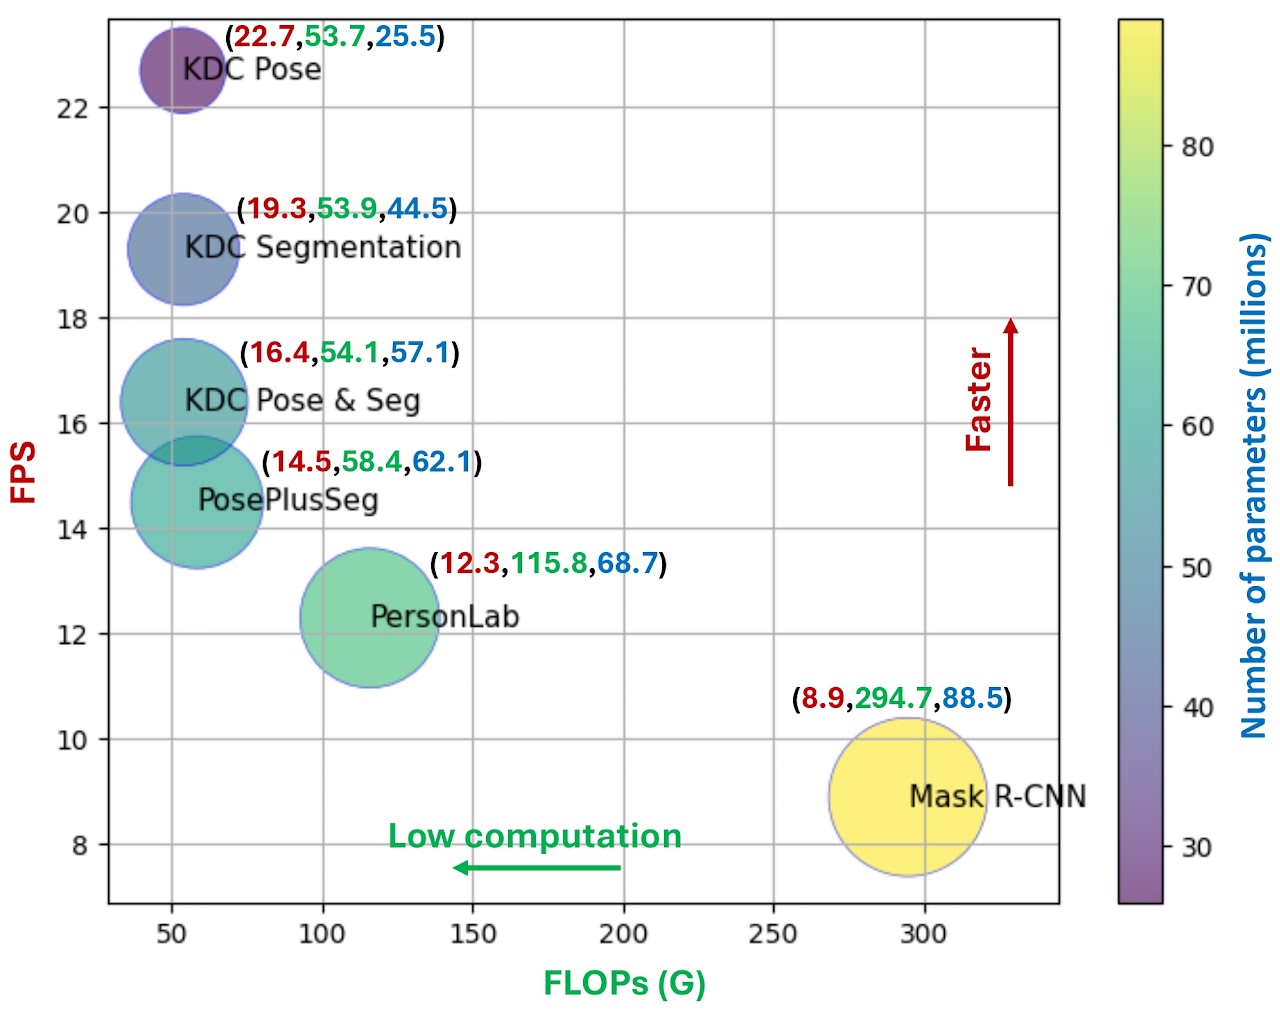 (22.7,53.7,25.5)
KDC Pose
(19.3,53.9,44.5)
KDC Segmentation
(16.4,54.1,57.1)
KDC Pose & Seg
(14.5,58.4,62.1)
PosePlusSeg
(12.3,115.8,68.7)
PersonLab
(8.9,294.7,88.5)
Mask R-CNN
Faster
Low computation
FPS
22
20
18
16
14
12
10
8
50 100 150 200 250 300
FLOPs (G)
80
70
60
50
40
30
Number of parameters (millions)